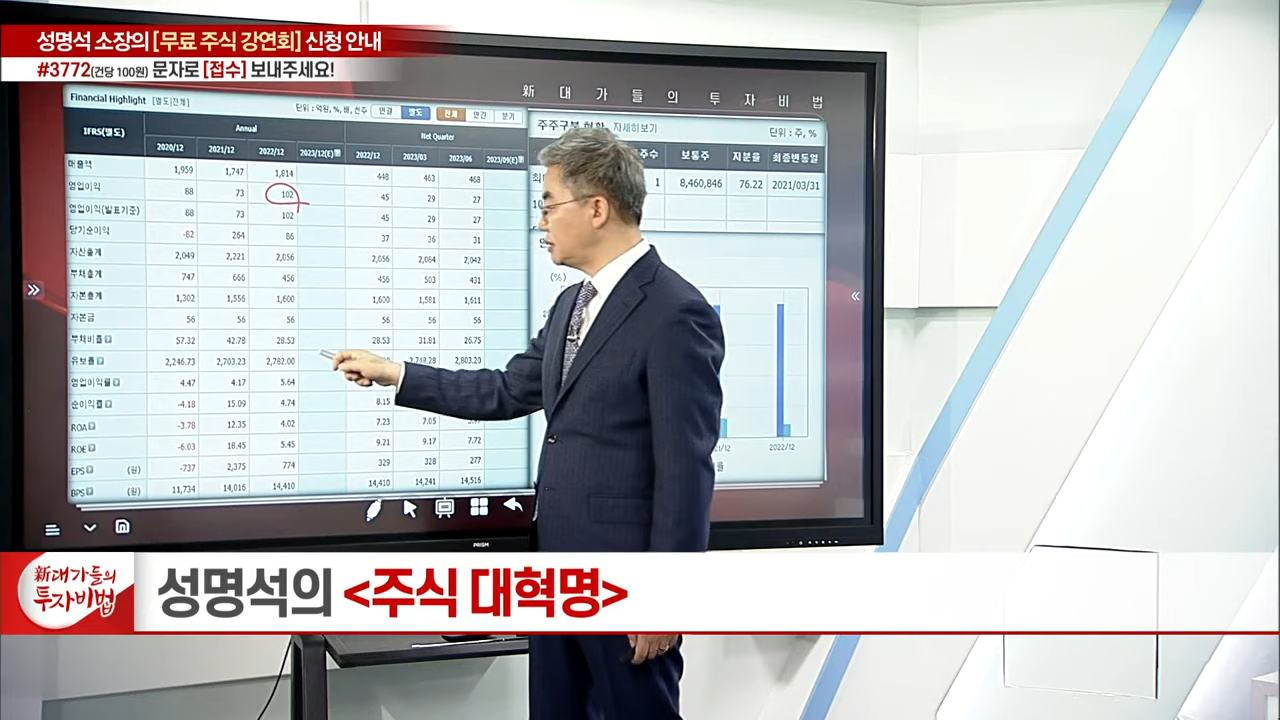 성명석 소장의 [무료 주식 강연회] 신청 안내
#3772(건당 100원) 문자로 [접수] 보내주세요!
新 대가들의 투자비법
Financial Highlight [별도|전체]
단위 : 억원, %, 배, 천주 연결 별도 전체 연간 분기
IFRS(별도) Annual Net Quarter
2020/12 2021/12 2022/12 2023/12(E) 2022/12 2023/03 2023/06 2023/09(E)
매출액 1,959 1,747 1,814 448 463 468
영업이익 88 73 102 45 29 27
영업이익(발표기준) 88 73 102 45 29 27
당기순이익 -82 264 86 37 36 31
자산총계 2,049 2,221 2,056 2,056 2,084 2,042
부채총계 747 666 456 456 503 431
자본총계 1,302 1,556 1,600 1,600 1,581 1,611
자본금 56 56 56 56 56 56
부채비율 57.32 42.78 28.53 28.53 31.81 26.75
유보율 2,246.73 2,703.23 2,782.00 2,803.20
영업이익률 4.47 4.17 5.64
순이익률 -4.18 15.09 4.74 8.15
ROA -3.78 12.35 4.02 7.23 7.05
ROE -6.03 18.45 5.45 9.21 9.17 7.72
EPS (원) -737 2,375 774 329 328 277
BPS (원) 11,734 14,016 14,410 14,410 14,241 14,516
주주구분 현황 자세히보기
단위 : 주, %
주수 보통주 지분율 최종변동일
1 8,460,846 76.22 2021/03/31
(%)
2022/12
PRISM
新대가들의
투자비법
성명석의 <주식 대혁명>